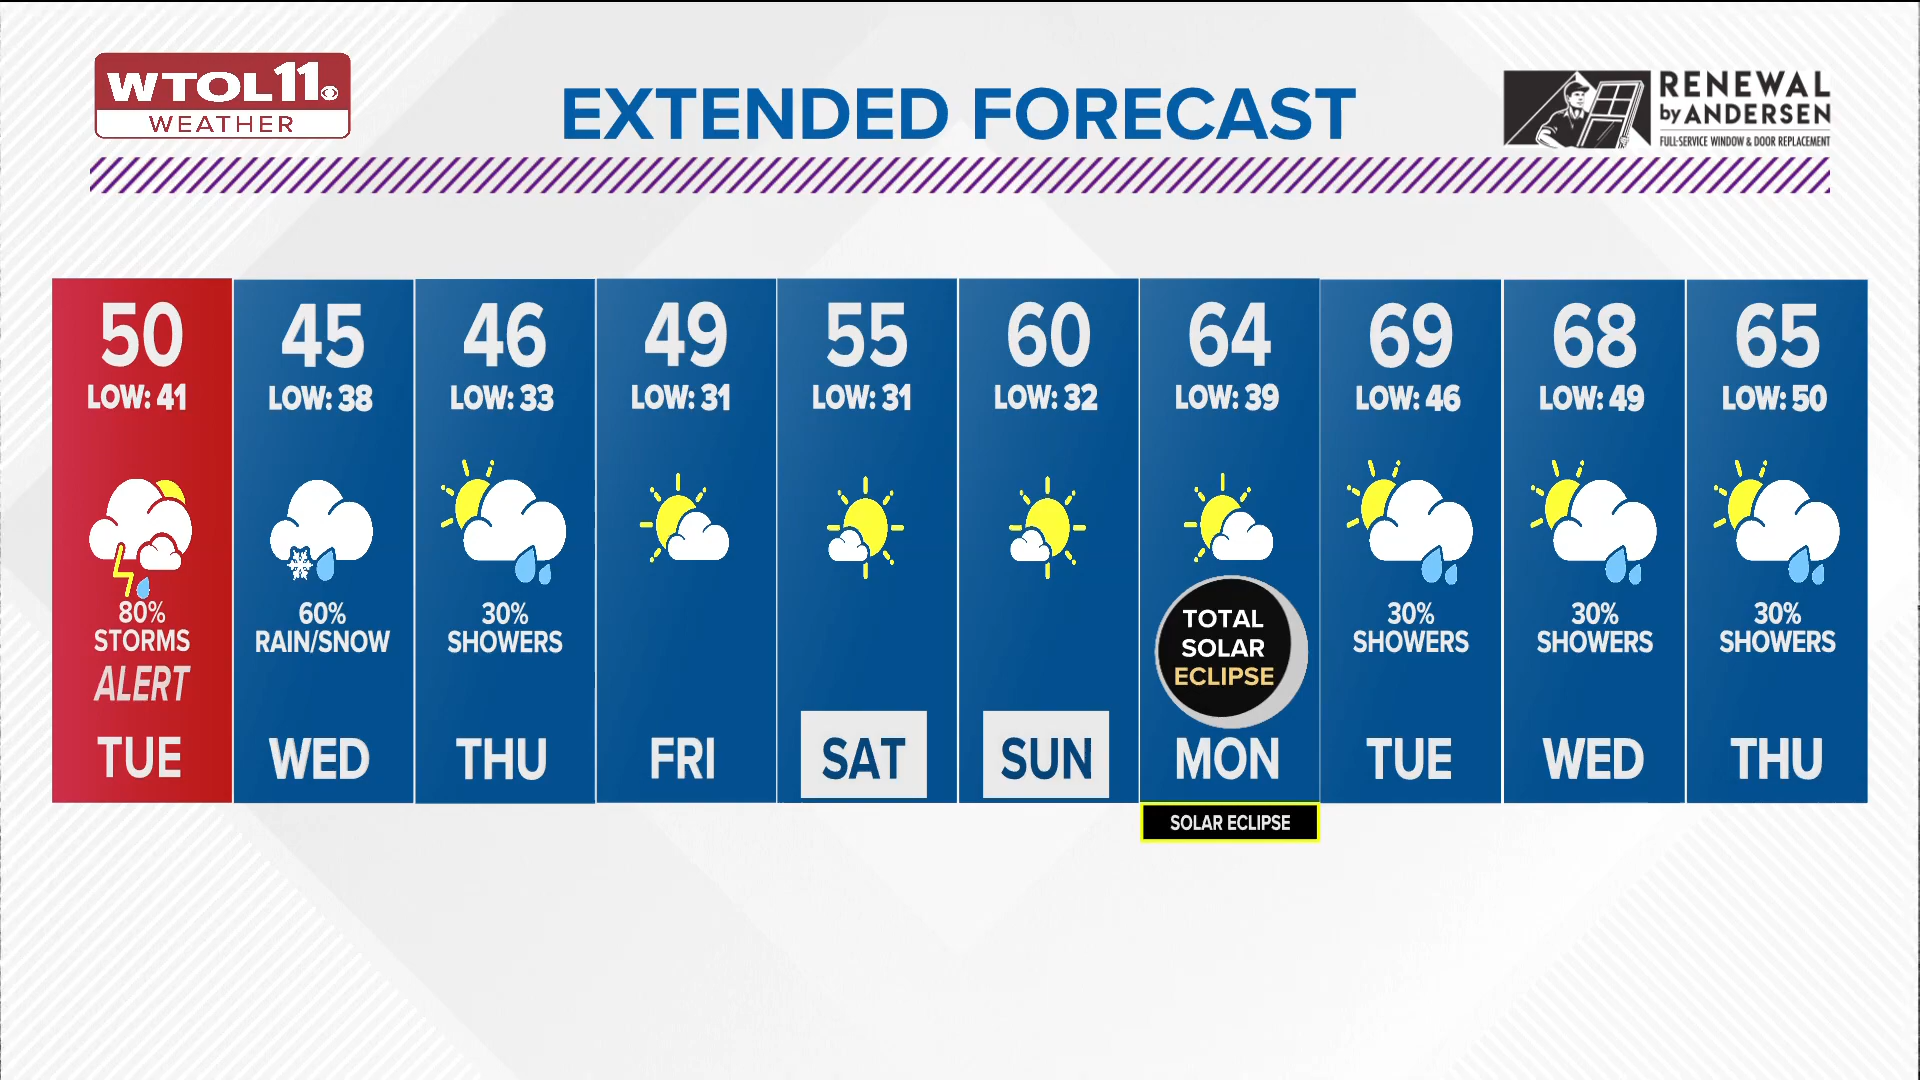 WTOL11
WEATHER
EXTENDED FORECAST
RENEWAL
by ANDERSEN
FULL-SERVICE WINDOW & DOOR REPLACEMENT
50
LOW: 41
80%
STORMS
ALERT
TUE
45
LOW: 38
60%
RAIN/SNOW
WED
46
LOW: 33
30%
SHOWERS
THU
49
LOW: 31
FRI
55
LOW: 31
SAT
60
LOW: 32
SUN
64
LOW: 39
TOTAL
SOLAR
ECLIPSE
MON
SOLAR ECLIPSE
69
LOW: 46
30%
SHOWERS
TUE
68
LOW: 49
30%
SHOWERS
WED
65
LOW: 50
30%
SHOWERS
THU